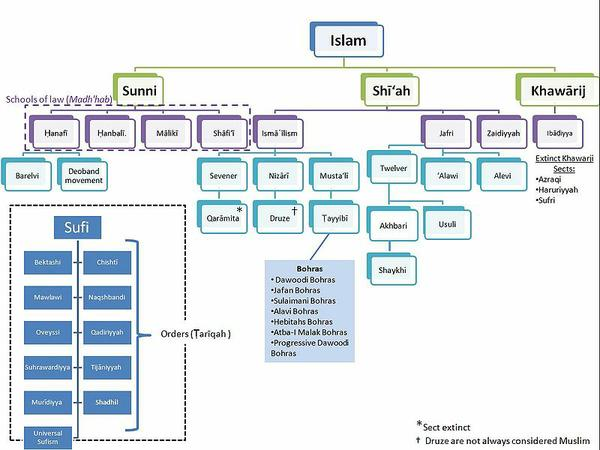 Islam
Sunni
Shī‘ah
Khawārij
Schools of law (Madh'hab)
Ḥanafī
Ḥanbalī.
Mālikī
Shāfi'ī
Ismā`īlism
Jafri
Zaidiyyah
Ibāḍiyya
Barelvi
Deoband
movement
Sevener
Nizārī
Musta'lī
Twelver
‘Alawi
Alevi
Extinct Khawarji
Sects:
•Azraqi
•Haruriyyah
•Sufri
Qarāmita *
Druze †
Ṭayyibī
Akhbari
Usuli
Shaykhi
Sufi
Bektashi
Chishtī
Mawlawi
Naqshbandi
Oveyssi
Qadiriyyah
Suhrawardiyya
Tijāniyyah
Murīdiyya
Shadhil
Universal
Sufism
Orders (Ṭarīqah )
Bohras
• Dawoodi Bohras
•Jafari Bohras
•Sulaimani Bohras
•Alavi Bohras
•Hebitahs Bohras
•Atba-I Malak Bohras
•Progressive Dawoodi
Bohras
*Sect extinct
† Druze are not always considered Muslim